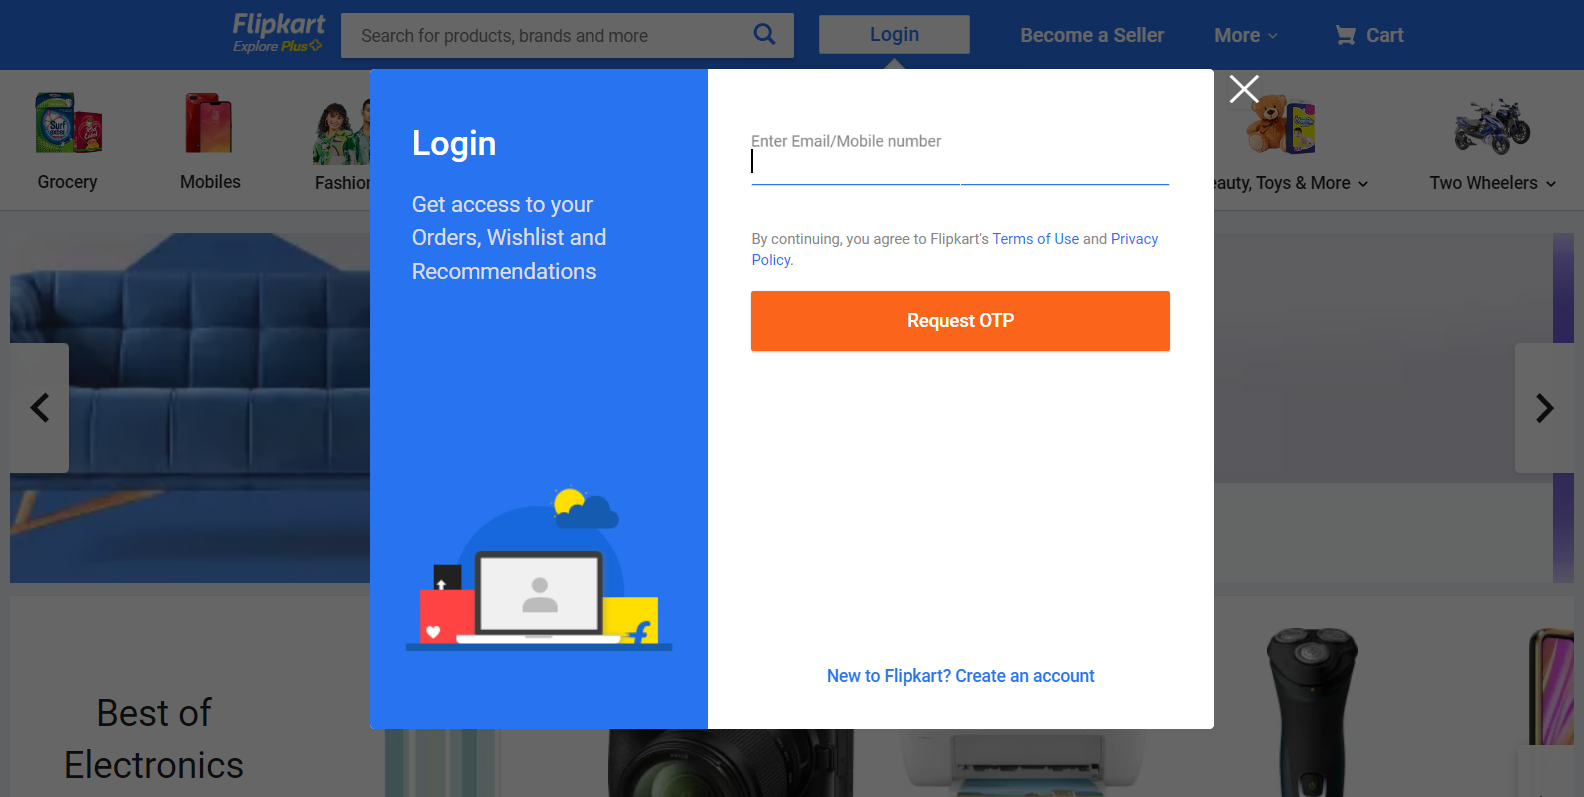 Flipkart
Explore Plus
Search for products, brands and more
Login
Become a Seller
More
Cart
Surf
excel
Grocery
Mobiles
Fashion
eauty, Toys & More
Two Wheelers
Login
Get access to your
Orders, Wishlist and
Recommendations
Enter Email/Mobile number
By continuing, you agree to Flipkart's Terms of Use and Privacy
Policy.
Request OTP
New to Flipkart? Create an account
Best of
Electronics